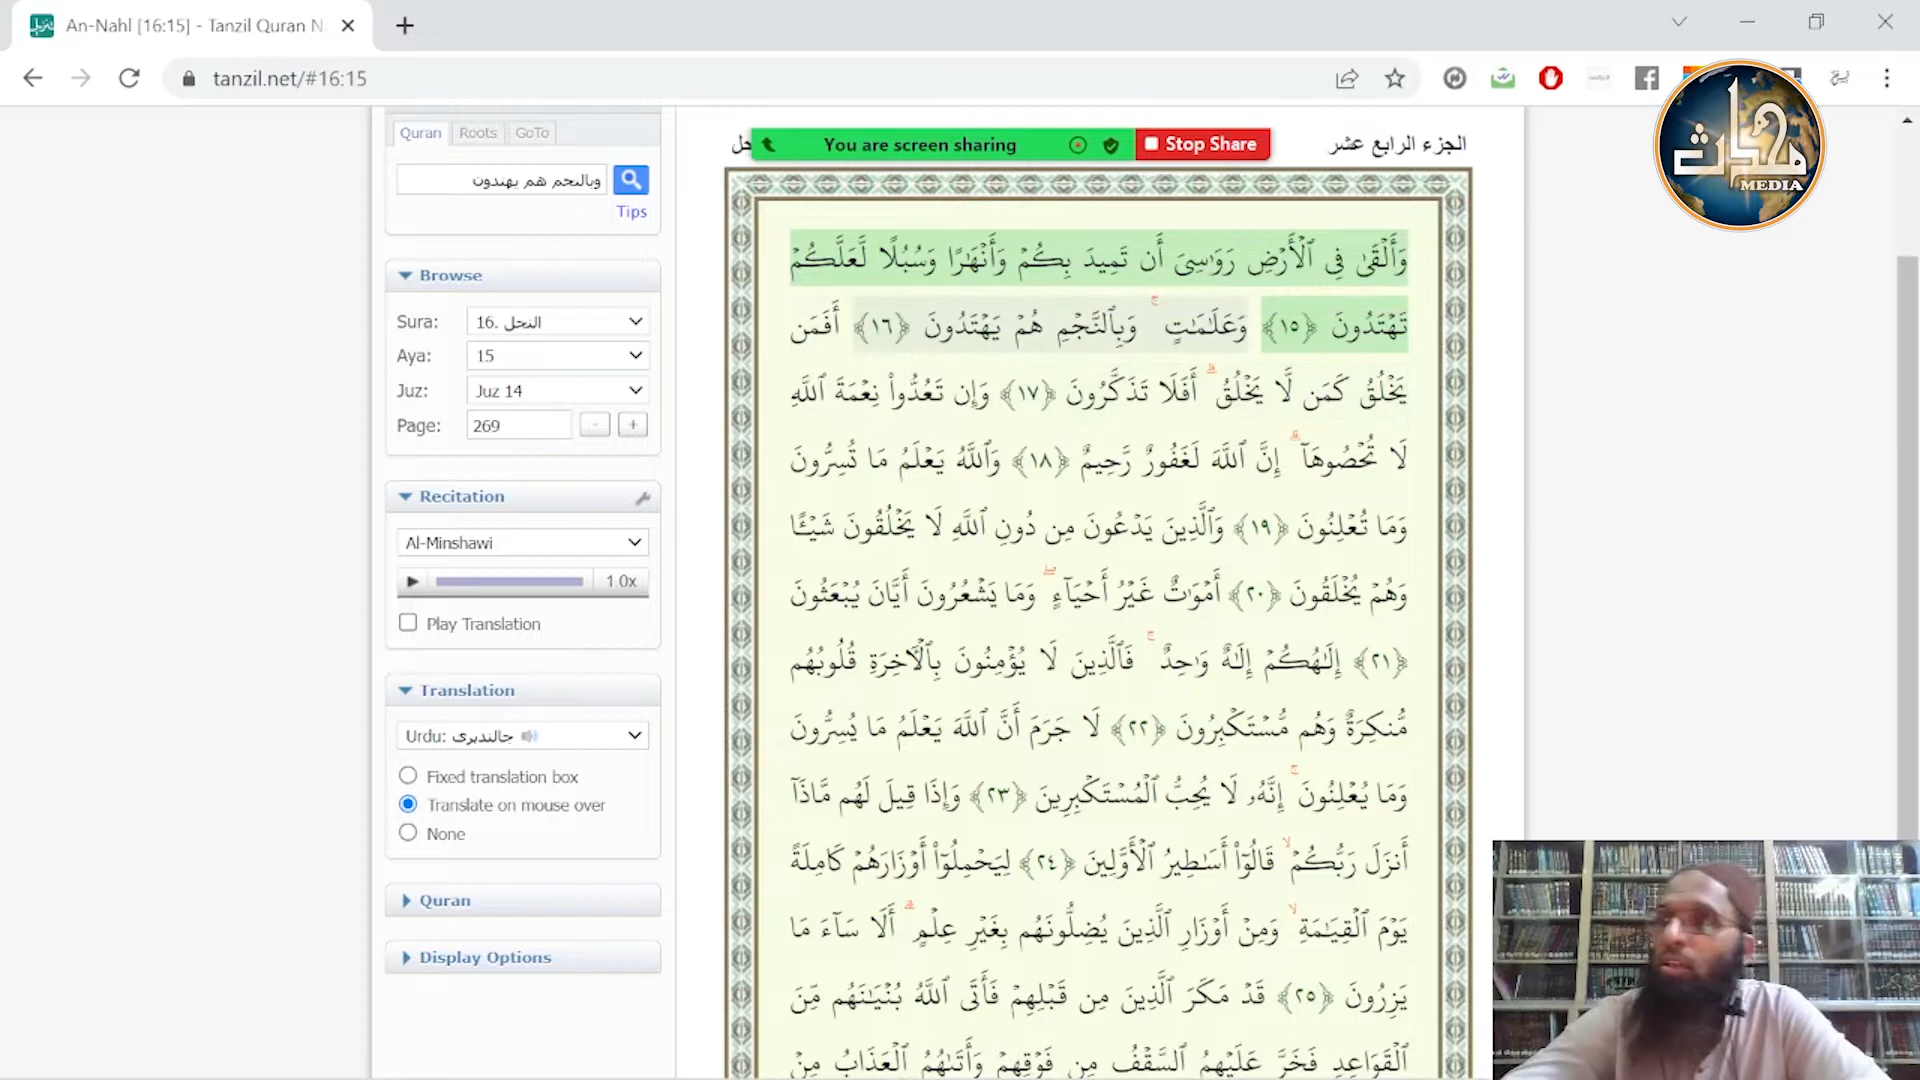 An-Nahl [16:15] - Tanzil Quran N
tanzil.net/#16:15
Quran Roots GoTo
وبالنجم هم يهتدون
Tips
Browse
Sura: 16. النحل
Aya: 15
Juz: Juz 14
Page: 269 - +
Recitation
Al-Minshawi
1.0x
Play Translation
Translation
Urdu: جالندہری
Fixed translation box
Translate on mouse over
None
Quran
Display Options
You are screen sharing Stop Share
الجزء الرابع عشر
MEDIA
وَأَلْقَىٰ فِى ٱلْأَرْضِ رَوَٰسِىَ أَن تَمِيدَ بِكُمْ وَأَنْهَٰرًا وَسُبُلًا لَّعَلَّكُمْ
تَهْتَدُونَ ﴿١٥﴾ وَعَلَٰمَٰتٍ ۚ وَبِٱلنَّجْمِ هُمْ يَهْتَدُونَ ﴿١٦﴾ أَفَمَن
يَخْلُقُ كَمَن لَّا يَخْلُقُ ۗ أَفَلَا تَذَكَّرُونَ ﴿١٧﴾ وَإِن تَعُدُّوا۟ نِعْمَةَ ٱللَّهِ
لَا تُحْصُوهَآ ۗ إِنَّ ٱللَّهَ لَغَفُورٌ رَّحِيمٌ ﴿١٨﴾ وَٱللَّهُ يَعْلَمُ مَا تُسِرُّونَ
وَمَا تُعْلِنُونَ ﴿١٩﴾ وَٱلَّذِينَ يَدْعُونَ مِن دُونِ ٱللَّهِ لَا يَخْلُقُونَ شَيْـًٔا
وَهُمْ يُخْلَقُونَ ﴿٢٠﴾ أَمْوَٰتٌ غَيْرُ أَحْيَآءٍ ۖ وَمَا يَشْعُرُونَ أَيَّانَ يُبْعَثُونَ
﴿٢١﴾ إِلَٰهُكُمْ إِلَٰهٌ وَٰحِدٌ ۚ فَٱلَّذِينَ لَا يُؤْمِنُونَ بِٱلْءَاخِرَةِ قُلُوبُهُم
مُّنكِرَةٌ وَهُم مُّسْتَكْبِرُونَ ﴿٢٢﴾ لَا جَرَمَ أَنَّ ٱللَّهَ يَعْلَمُ مَا يُسِرُّونَ
وَمَا يُعْلِنُونَ ۚ إِنَّهُۥ لَا يُحِبُّ ٱلْمُسْتَكْبِرِينَ ﴿٢٣﴾ وَإِذَا قِيلَ لَهُم مَّاذَآ
أَنزَلَ رَبُّكُمْ ۙ قَالُوٓا۟ أَسَٰطِيرُ ٱلْأَوَّلِينَ ﴿٢٤﴾ لِيَحْمِلُوٓا۟ أَوْزَارَهُمْ كَامِلَةً
يَوْمَ ٱلْقِيَٰمَةِ ۙ وَمِنْ أَوْزَارِ ٱلَّذِينَ يُضِلُّونَهُم بِغَيْرِ عِلْمٍ ۗ أَلَا سَآءَ مَا
يَزِرُونَ ﴿٢٥﴾ قَدْ مَكَرَ ٱلَّذِينَ مِن قَبْلِهِمْ فَأَتَى ٱللَّهُ بُنْيَٰنَهُم مِّنَ
ٱلْقَوَاعِدِ فَخَرَّ عَلَيْهِمُ ٱلسَّقْفُ مِن فَوْقِهِمْ وَأَتَىٰهُمُ ٱلْعَذَابُ مِنْ